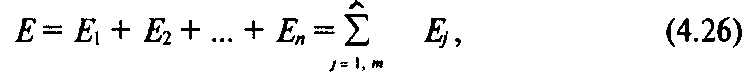 E = E₁ + E₂ + ... + Eₙ = ∑̂ Eⱼ, (4.26)
j = 1, m